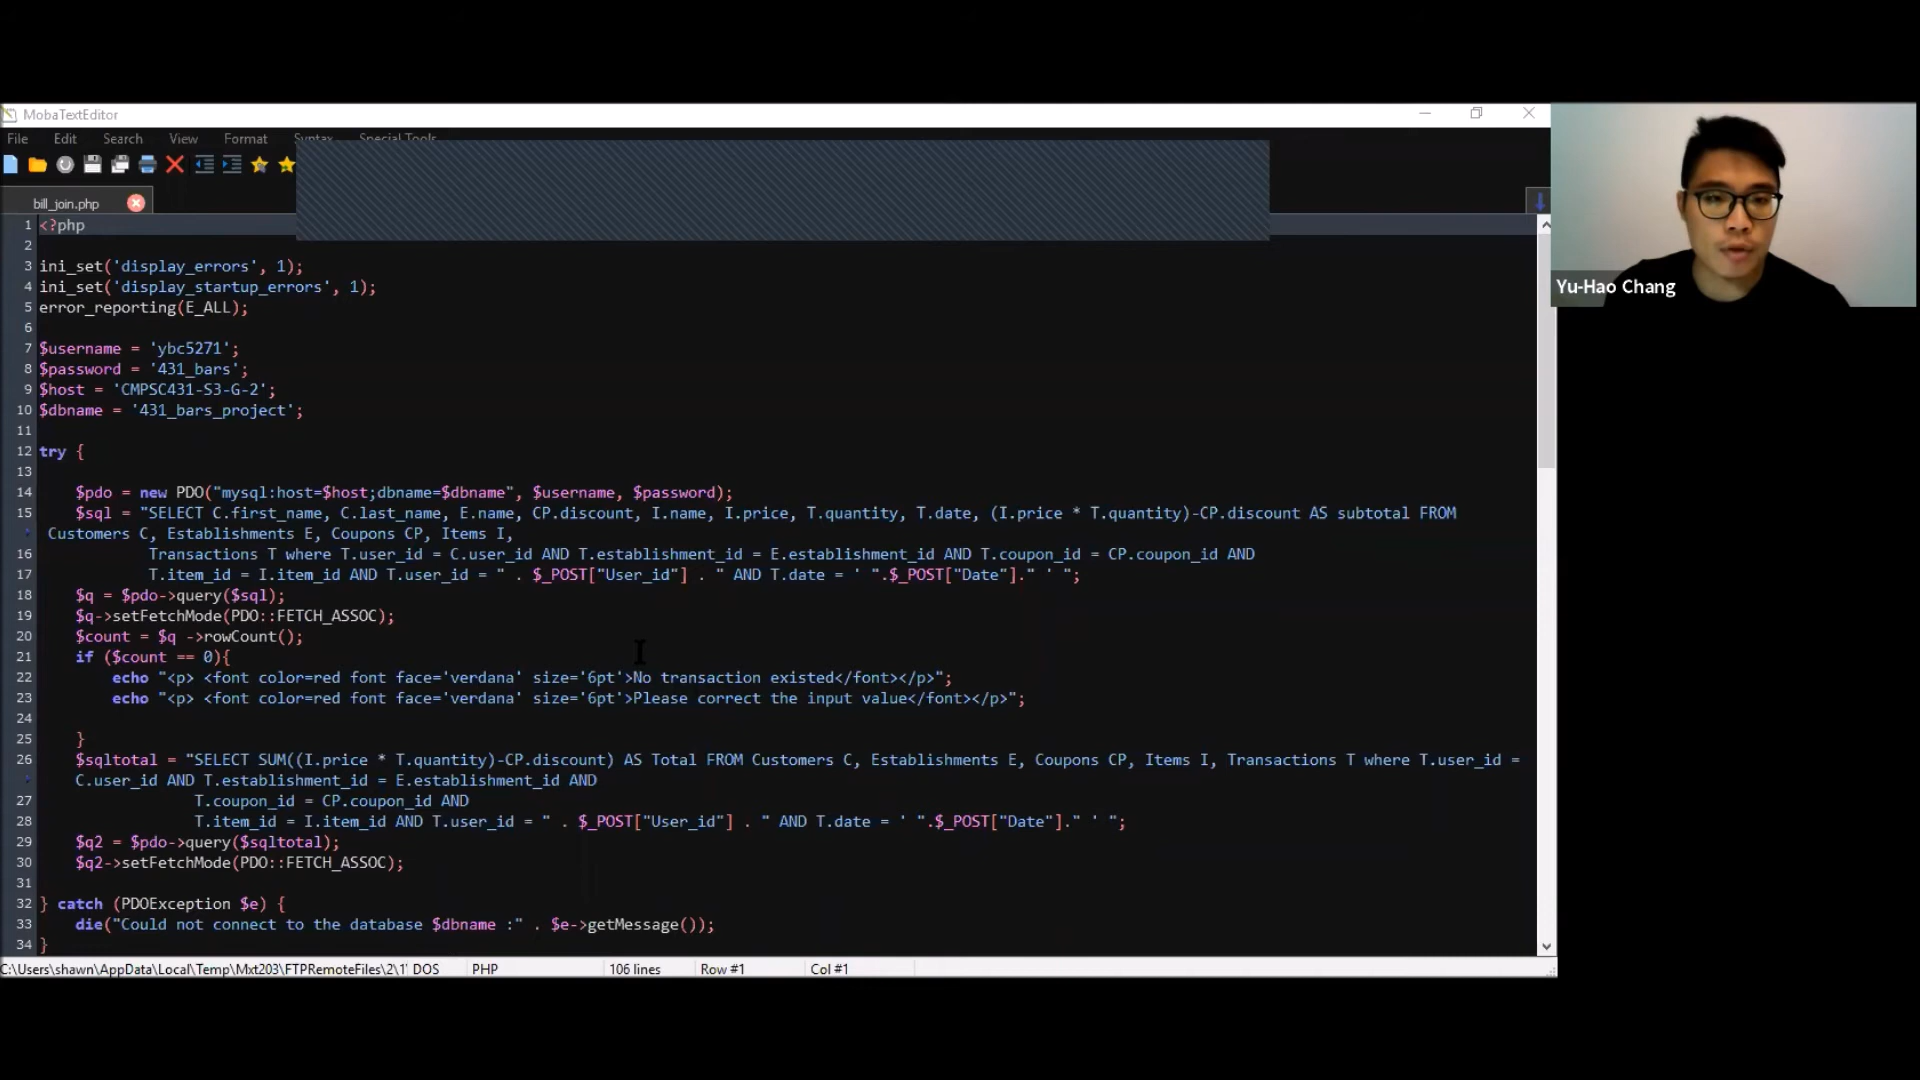 MobaTextEditor
File Edit Search View Format Syntax Special Tools
bill_join.php
1 <?php
2
3 ini_set('display_errors', 1);
4 ini_set('display_startup_errors', 1);
5 error_reporting(E_ALL);
6
7 $username = 'ybc5271';
8 $password = '431_bars';
9 $host = 'CMPSC431-S3-G-2';
10 $dbname = '431_bars_project';
11
12 try {
13
14 $pdo = new PDO("mysql:host=$host;dbname=$dbname", $username, $password);
15 $sql = "SELECT C.first_name, C.last_name, E.name, CP.discount, I.name, I.price, T.quantity, T.date, (I.price * T.quantity)-CP.discount AS subtotal FROM
Customers C, Establishments E, Coupons CP, Items I,
16 Transactions T where T.user_id = C.user_id AND T.establishment_id = E.establishment_id AND T.coupon_id = CP.coupon_id AND
17 T.item_id = I.item_id AND T.user_id = " . $_POST["User_id"] . " AND T.date = ' ".$_POST["Date"]." ' ";
18 $q = $pdo->query($sql);
19 $q->setFetchMode(PDO::FETCH_ASSOC);
20 $count = $q ->rowCount();
21 if ($count == 0){
22 echo "<p> <font color=red font face='verdana' size='6pt'>No transaction existed</font></p>";
23 echo "<p> <font color=red font face='verdana' size='6pt'>Please correct the input value</font></p>";
24
25 }
26 $sqltotal = "SELECT SUM((I.price * T.quantity)-CP.discount) AS Total FROM Customers C, Establishments E, Coupons CP, Items I, Transactions T where T.user_id =
C.user_id AND T.establishment_id = E.establishment_id AND
27 T.coupon_id = CP.coupon_id AND
28 T.item_id = I.item_id AND T.user_id = " . $_POST["User_id"] . " AND T.date = ' ".$_POST["Date"]." ' ";
29 $q2 = $pdo->query($sqltotal);
30 $q2->setFetchMode(PDO::FETCH_ASSOC);
31
32 } catch (PDOException $e) {
33 die("Could not connect to the database $dbname :" . $e->getMessage());
34 }
C:\Users\shawn\AppData\Local\Temp\Mxt203\FTPRemoteFiles\2\1' DOS PHP 106 lines Row #1 Col #1
Yu-Hao Chang